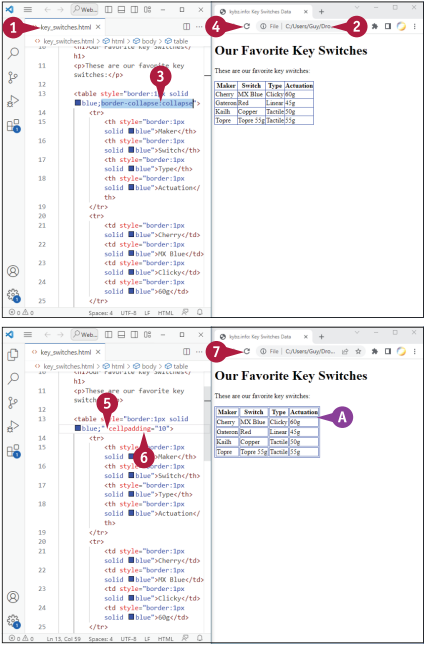 Web...
key_switches.html
key_switches.html > html > body > table
10 <h1>Our Favorite Key Switches</
h1>
11 <p>These are our favorite key
switches:</p>
12
13 <table style="border:1px solid
blue;border-collapse:collapse">
14 <tr>
15 <th style="border:1px
solid blue">Maker</th>
16 <th style="border:1px
solid blue">Switch</th>
17 <th style="border:1px
solid blue">Type</th>
18 <th style="border:1px
solid blue">Actuation</
th>
19 </tr>
20 <tr>
21 <td style="border:1px
solid blue">Cherry</td>
22 <td style="border:1px
solid blue">MX Blue</td>
23 <td style="border:1px
solid blue">Clicky</td>
24 <td style="border:1px
solid blue">60g</td>
25 </tr>
0 0 Spaces: 4 UTF-8 LF HTML
1
3
kybs.info: Key Switches Data
File C:/Users/Guy/Dro...
4
2
Our Favorite Key Switches
These are our favorite key switches:
Maker Switch Type Actuation
Cherry MX Blue Clicky 60g
Gateron Red Linear 45g
Kailh Copper Tactile 50g
Topre Topre 55g Tactile 55g
Web...
key_switches.html
key_switches.html > html > body > table
10 <h1>Our Favorite Key Switches</
h1>
11 <p>These are our favorite key
switches:</p>
12
13 <table style="border:1px solid
blue;" cellpadding="10">
14 <tr>
15 <th style="border:1px
solid blue">Maker</th>
16 <th style="border:1px
solid blue">Switch</th>
17 <th style="border:1px
solid blue">Type</th>
18 <th style="border:1px
solid blue">Actuation</
th>
19 </tr>
20 <tr>
21 <td style="border:1px
solid blue">Cherry</td>
22 <td style="border:1px
solid blue">MX Blue</td>
23 <td style="border:1px
solid blue">Clicky</td>
24 <td style="border:1px
solid blue">60g</td>
25 </tr>
0 0 Ln 13, Col 59 Spaces: 4 UTF-8 LF HTML
5
6
kybs.info: Key Switches Data
File C:/Users/Guy/Dro...
7
Our Favorite Key Switches
These are our favorite key switches:
Maker Switch Type Actuation
Cherry MX Blue Clicky 60g
Gateron Red Linear 45g
Kailh Copper Tactile 50g
Topre Topre 55g Tactile 55g
A